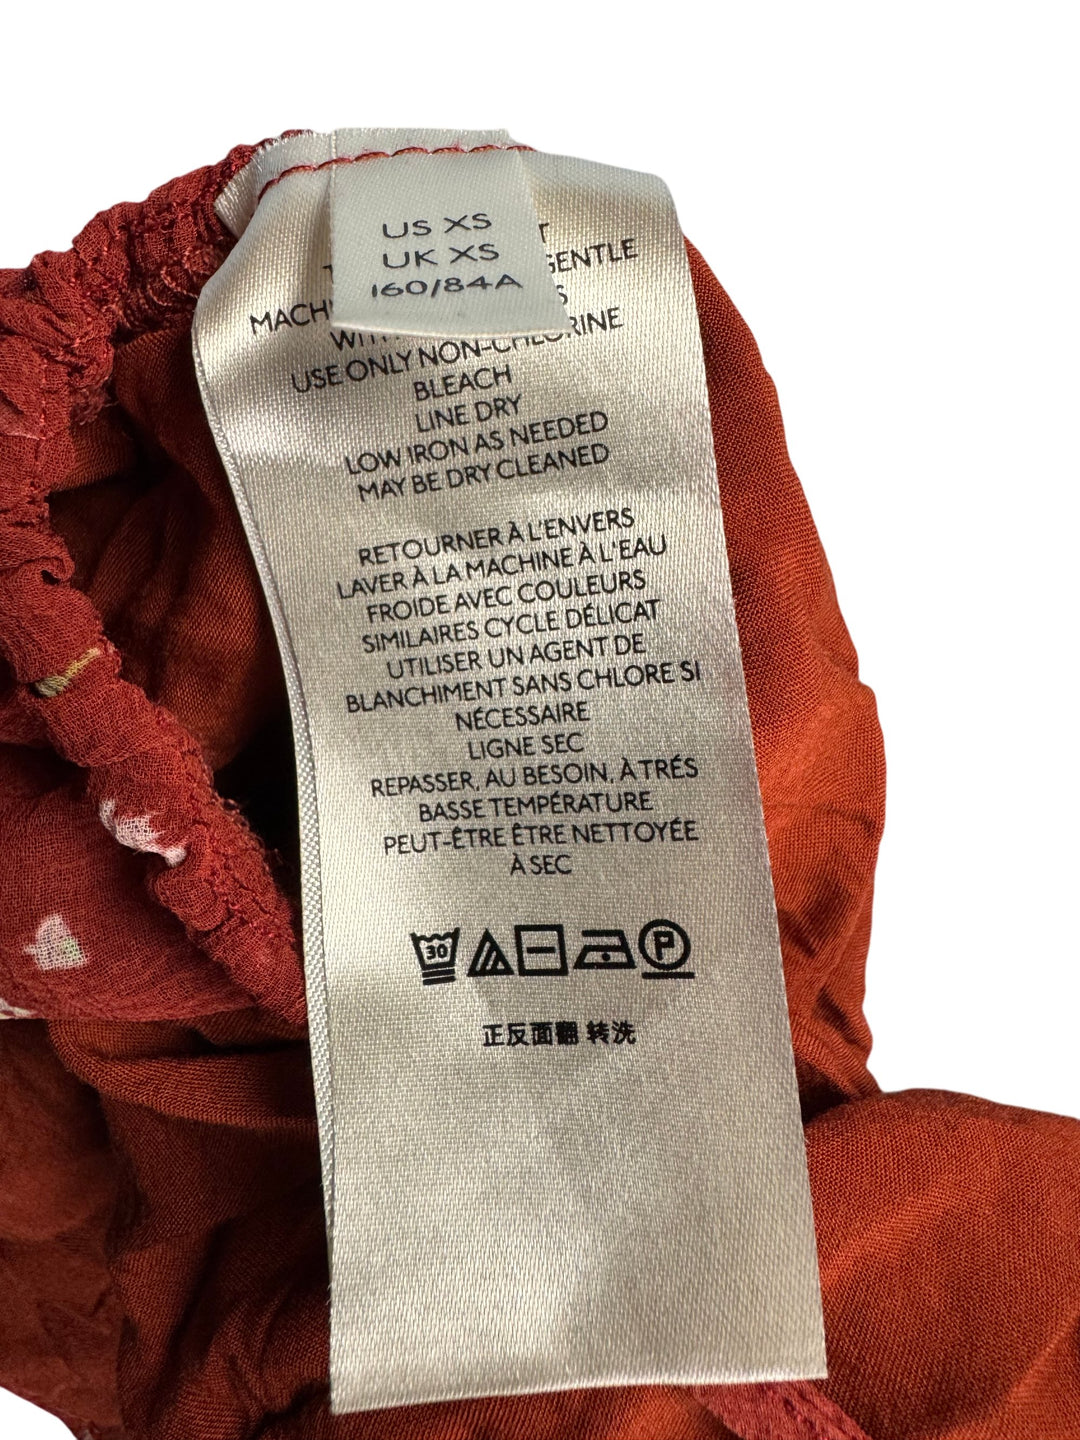 US XS
UK XS
160/84A
GENTLE
MACH
WITH
USE ONLY NON-CHLORINE
BLEACH
LINE DRY
LOW IRON AS NEEDED
MAY BE DRY CLEANED
RETOURNER À L'ENVERS
LAVER À LA MACHINE À L'EAU
FROIDE AVEC COULEURS
SIMILAIRES CYCLE DÉLICAT
UTILISER UN AGENT DE
BLANCHIMENT SANS CHLORE SI
NÉCESSAIRE
LIGNE SEC
REPASSER, AU BESOIN, À TRÉS
BASSE TEMPÉRATURE
PEUT-ÊTRE ÊTRE NETTOYÉE
À SEC
30 P
正反面翻 转洗